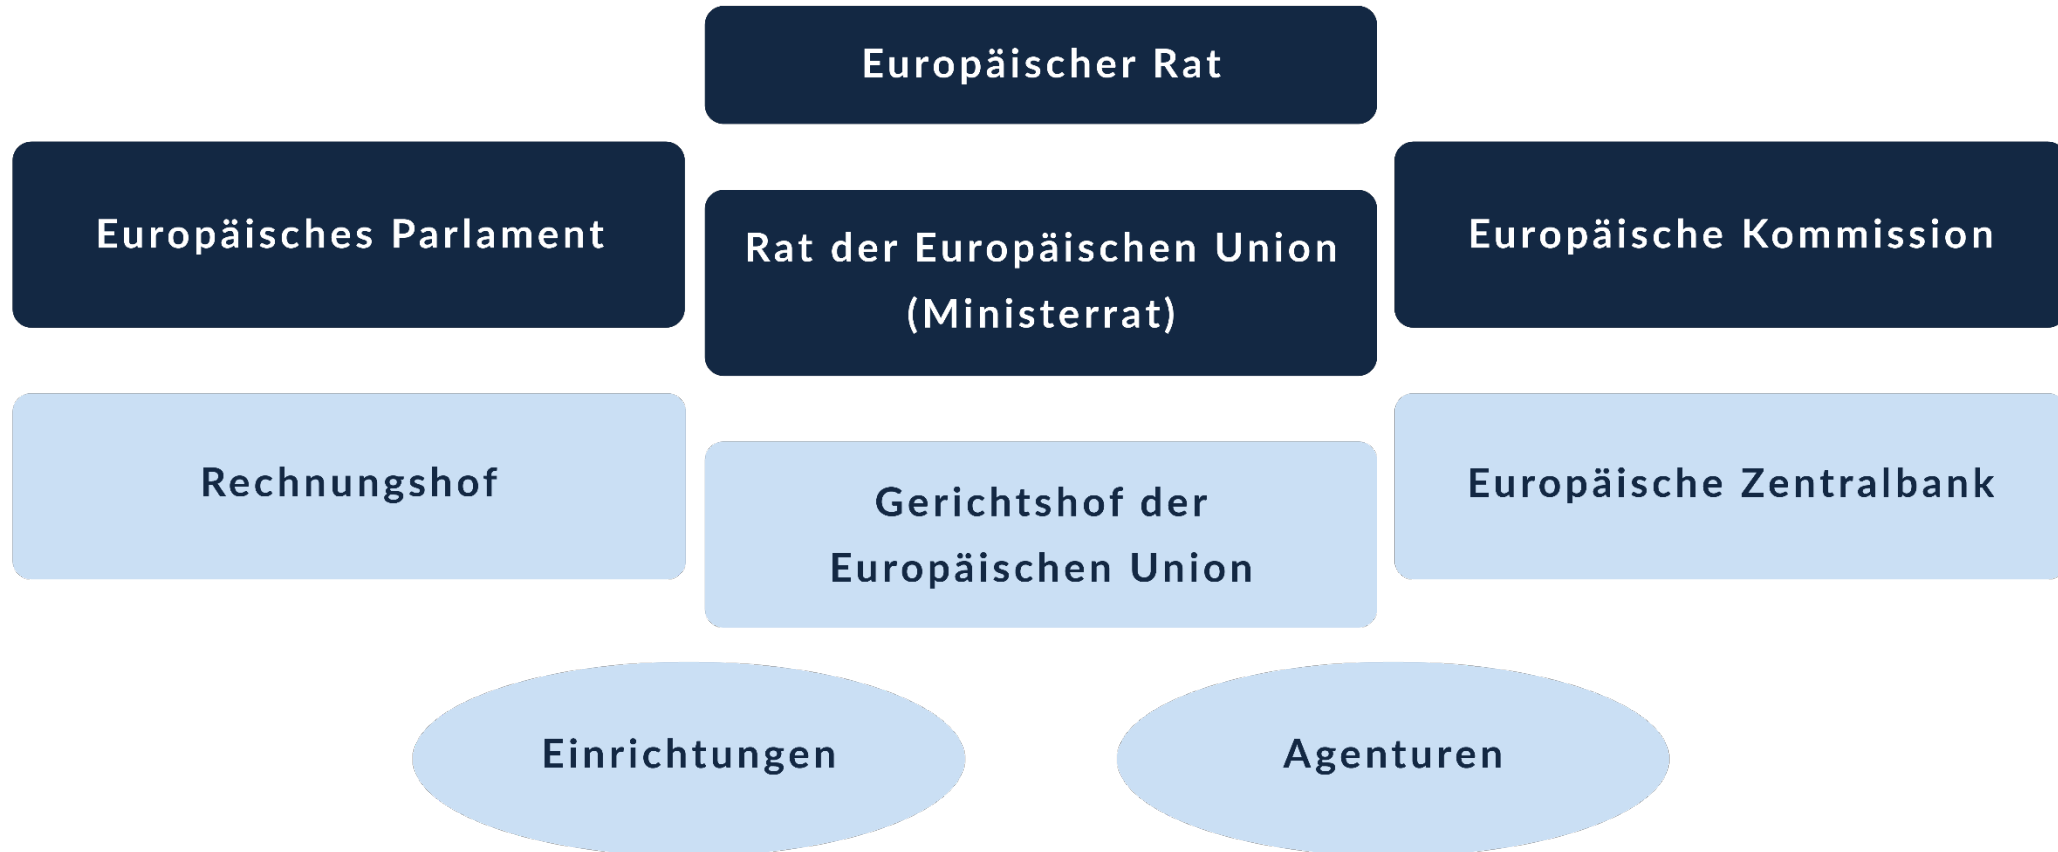 Europäischer Rat
Europäisches Parlament
Rat der Europäischen Union
(Ministerrat)
Europäische Kommission
Rechnungshof
Gerichtshof der
Europäischen Union
Europäische Zentralbank
Einrichtungen
Agenturen